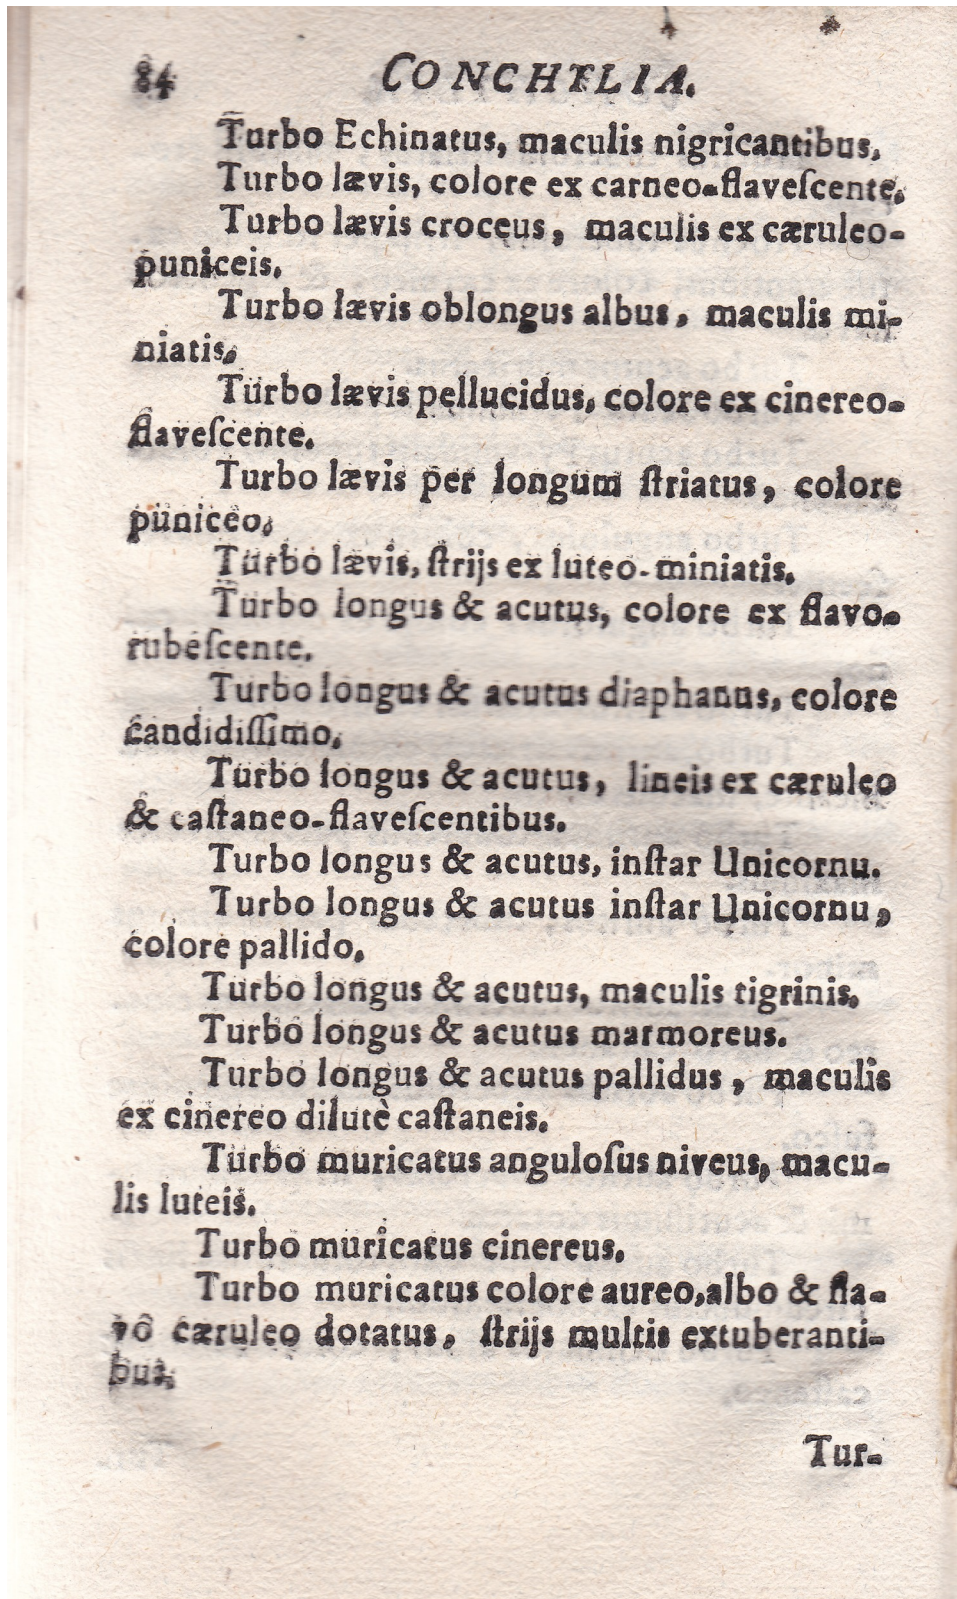 84 CONCHYLIA.
Turbo Echinatus, maculis nigricantibus.
Turbo lævis, colore ex carneo-flaveſcente.
Turbo lævis croceus, maculis ex cæruleo-
puniceis.
Turbo lævis oblongus albus, maculis mi-
niatis.
Turbo lævis pellucidus, colore ex cinereo-
flaveſcente.
Turbo lævis per longum ſtriatus, colore
puniceo.
Turbo lævis, ſtrijs ex luteo-miniatis.
Turbo longus & acutus, colore ex flavo-
rubeſcente.
Turbo longus & acutus diaphanus, colore
candidiſſimo.
Turbo longus & acutus, lineis ex cæruleo
& caſtaneo-flaveſcentibus.
Turbo longus & acutus, inſtar Unicornu.
Turbo longus & acutus inſtar Unicornu,
colore pallido.
Turbo longus & acutus, maculis tigrinis.
Turbo longus & acutus marmoreus.
Turbo longus & acutus pallidus, maculis
ex cinereo dilutè caſtaneis.
Turbo muricatus anguloſus niveus, macu-
lis luteis.
Turbo muricatus cinereus.
Turbo muricatus colore aureo, albo & fla-
vo cæruleo dotatus, ſtrijs multis extuberanti-
bus.
Tur-